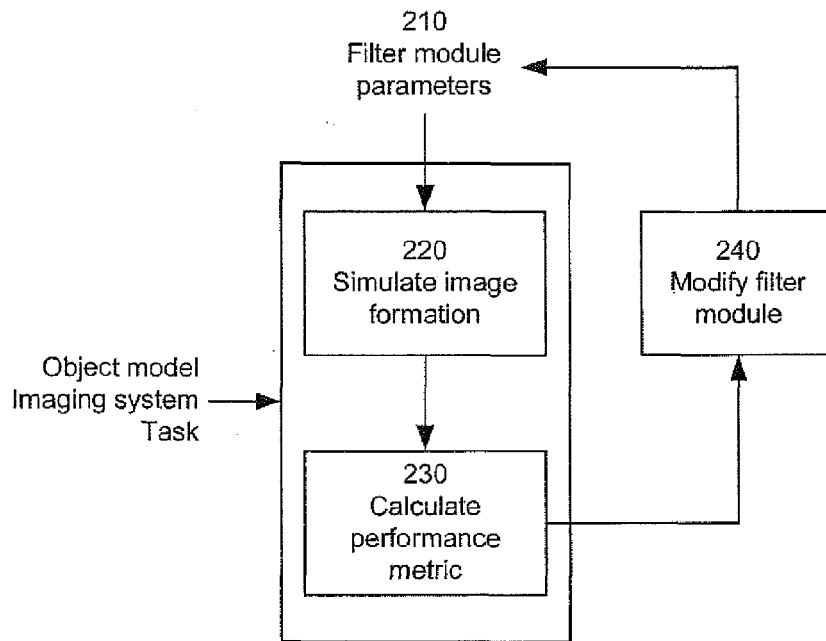 210
Filter module
parameters
220
Simulate image
formation
240
Modify filter
module
Object model
Imaging system
Task
230
Calculate
performance
metric